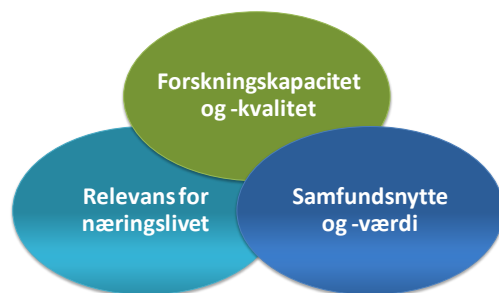 Forskningskapacitet
og -kvalitet
Relevans for
næringslivet
Samfundsnytte
og -værdi